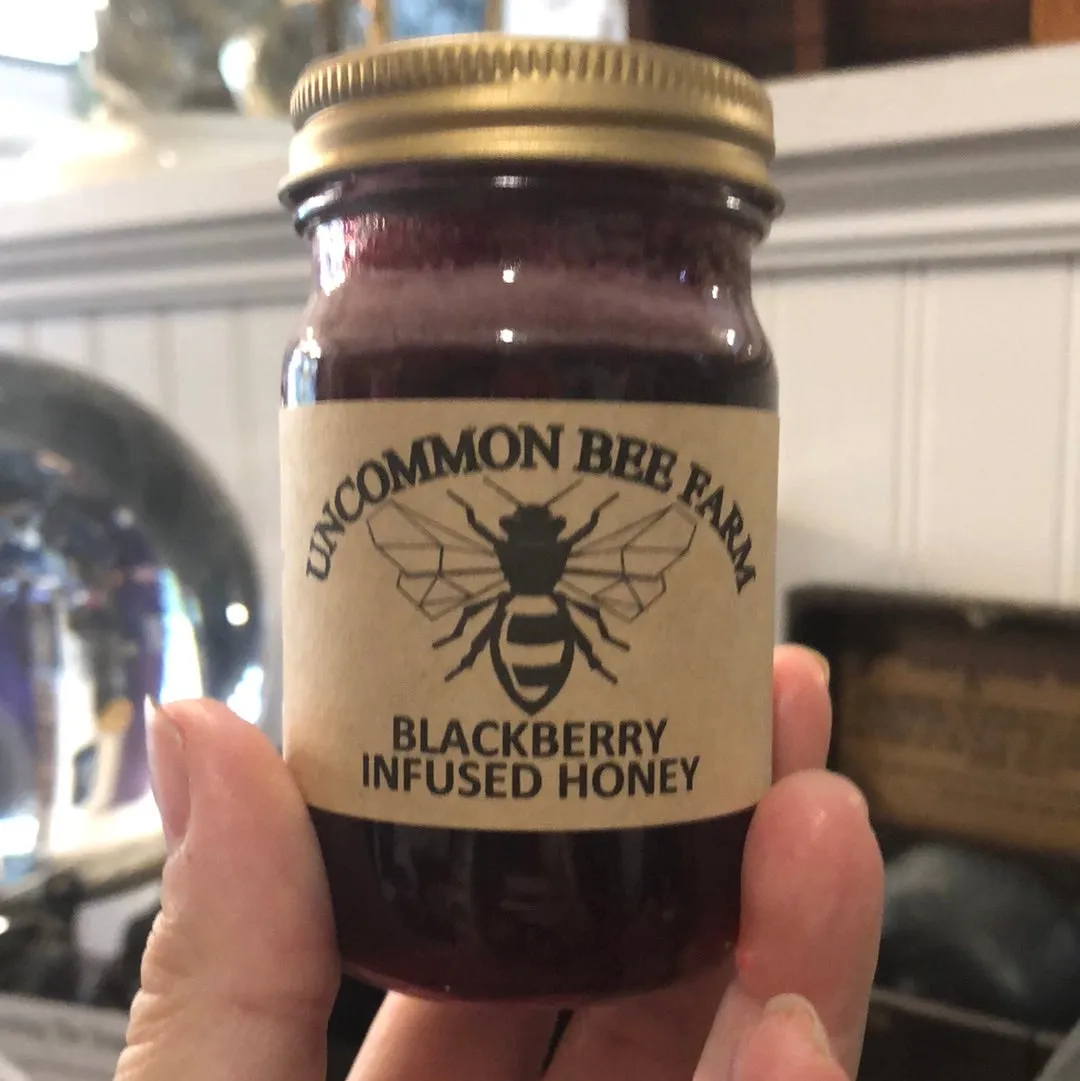 UNCOMMON BEE FARM
BLACKBERRY
INFUSED HONEY